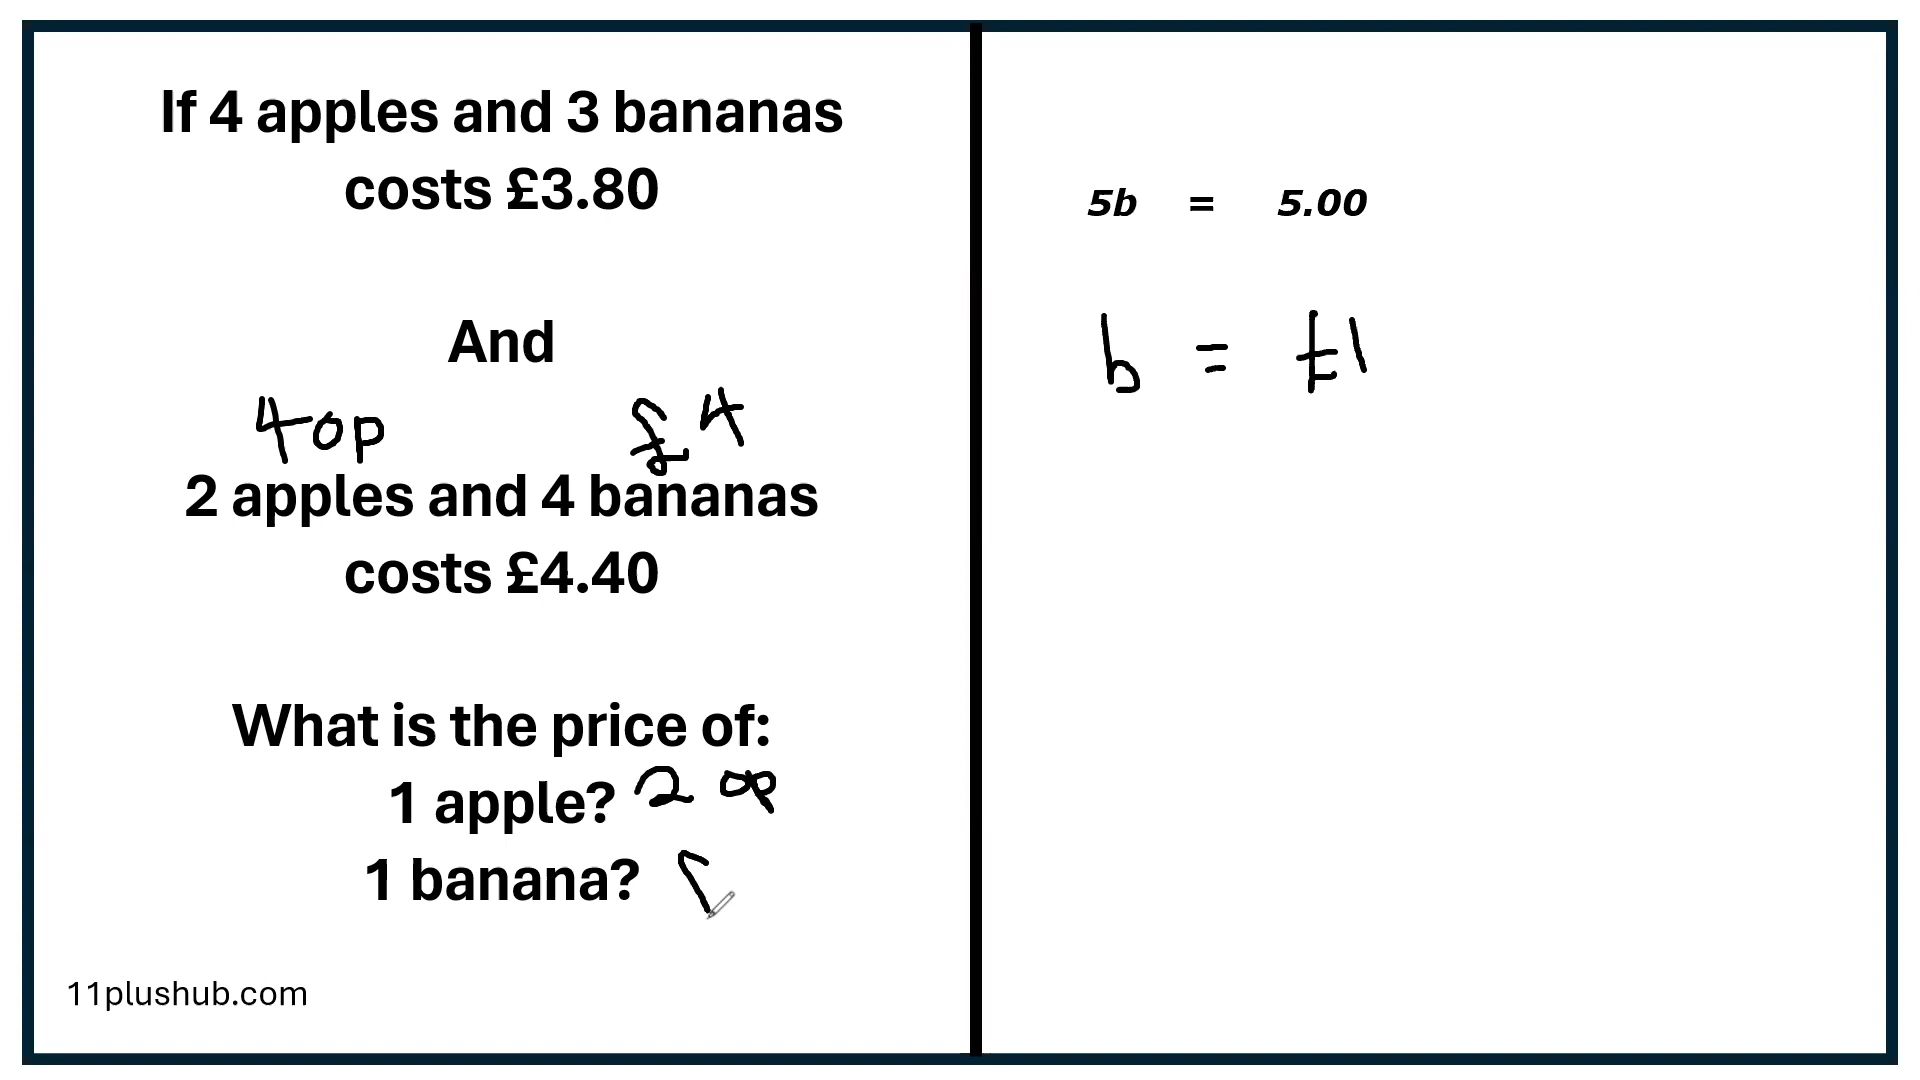 If 4 apples and 3 bananas
costs £3.80
And
40p £4
2 apples and 4 bananas
costs £4.40
What is the price of:
1 apple? 20p
1 banana?
11plushub.com
5b = 5.00
b = £1